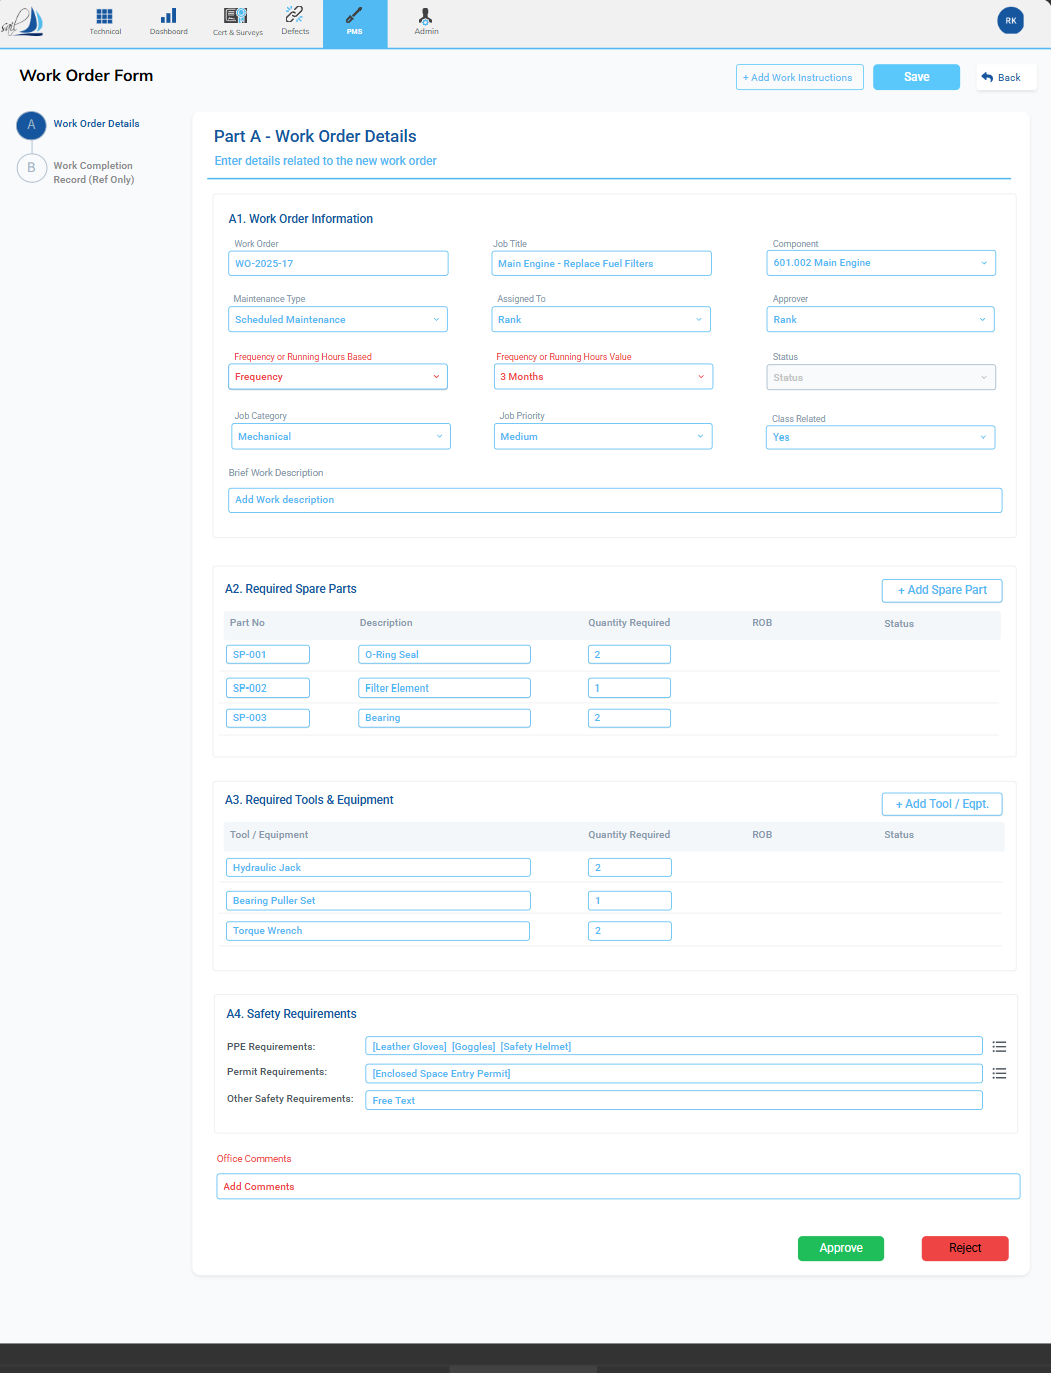 sail
Technical
Dashboard
Cert & Surveys
Defects
PMS
Admin
RK
Work Order Form
+ Add Work Instructions
Save
Back
A
Work Order Details
B
Work Completion
Record (Ref Only)
Part A - Work Order Details
Enter details related to the new work order
A1. Work Order Information
Work Order
Job Title
Component
WO-2025-17
Main Engine - Replace Fuel Filters
601.002 Main Engine
Maintenance Type
Assigned To
Approver
Scheduled Maintenance
Rank
Rank
Frequency or Running Hours Based
Frequency or Running Hours Value
Status
Frequency
3 Months
Status
Job Category
Job Priority
Class Related
Mechanical
Medium
Yes
Brief Work Description
Add Work description
A2. Required Spare Parts
+ Add Spare Part
Part No
Description
Quantity Required
ROB
Status
SP-001
O-Ring Seal
2
SP-002
Filter Element
1
SP-003
Bearing
2
A3. Required Tools & Equipment
+ Add Tool / Eqpt.
Tool / Equipment
Quantity Required
ROB
Status
Hydraulic Jack
2
Bearing Puller Set
1
Torque Wrench
2
A4. Safety Requirements
PPE Requirements:
[Leather Gloves] [Goggles] [Safety Helmet]
Permit Requirements:
[Enclosed Space Entry Permit]
Other Safety Requirements:
Free Text
Office Comments
Add Comments
Approve
Reject